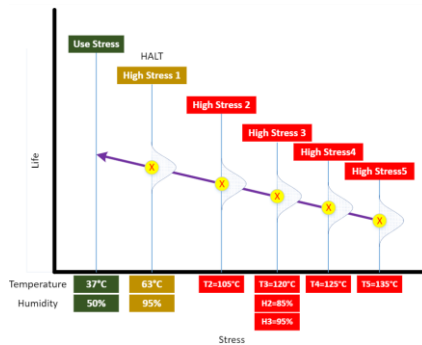 HALT
Use Stress
High Stress 1
High Stress 2
High Stress 3
High Stress4
High Stress5
Life
X
X
X
X
X
Temperature 37°C 63°C T2=105°C T3=120°C T4=125°C T5=135°C
Humidity 50% 95% H2=85%
H3=95%
Stress